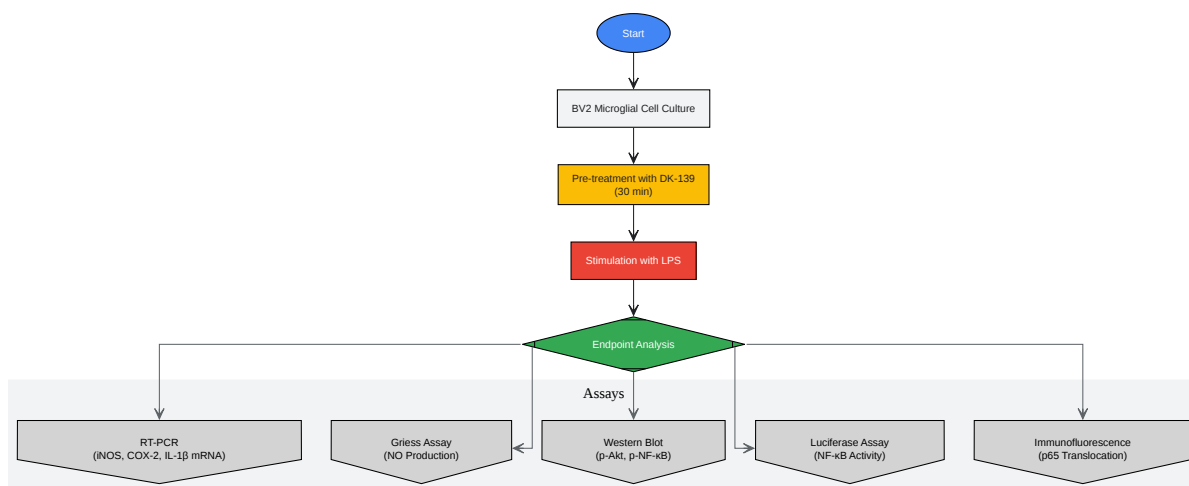 Start
BV2 Microglial Cell Culture
Pre-treatment with DK-139
(30 min)
Stimulation with LPS
Endpoint Analysis
Assays
RT-PCR
(iNOS, COX-2, IL-1β mRNA)
Griess Assay
(NO Production)
Western Blot
(p-Akt, p-NF-κB)
Luciferase Assay
(NF-κB Activity)
Immunofluorescence
(p65 Translocation)